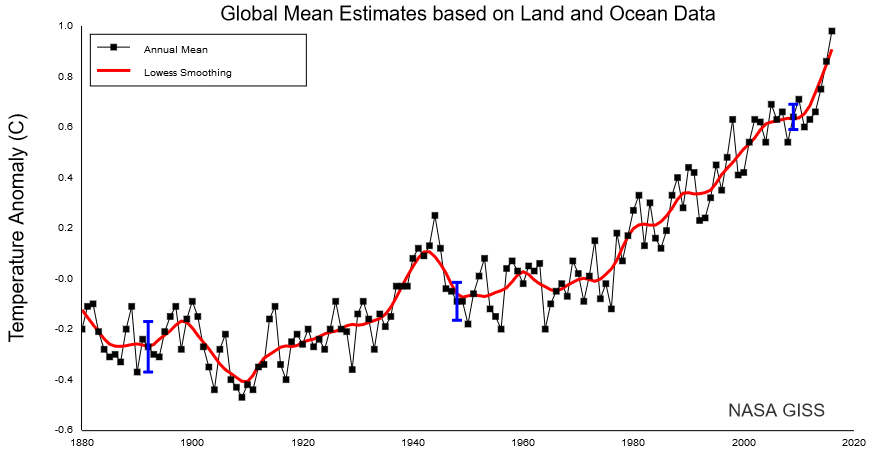 Global Mean Estimates based on Land and Ocean Data
1.0
Annual Mean
Lowess Smoothing
0.8
0.6
0.4
0.2
-0.0
-0.2
-0.4
-0.6
Temperature Anomaly (C)
NASA GISS
1880 1900 1920 1940 1960 1980 2000 2020